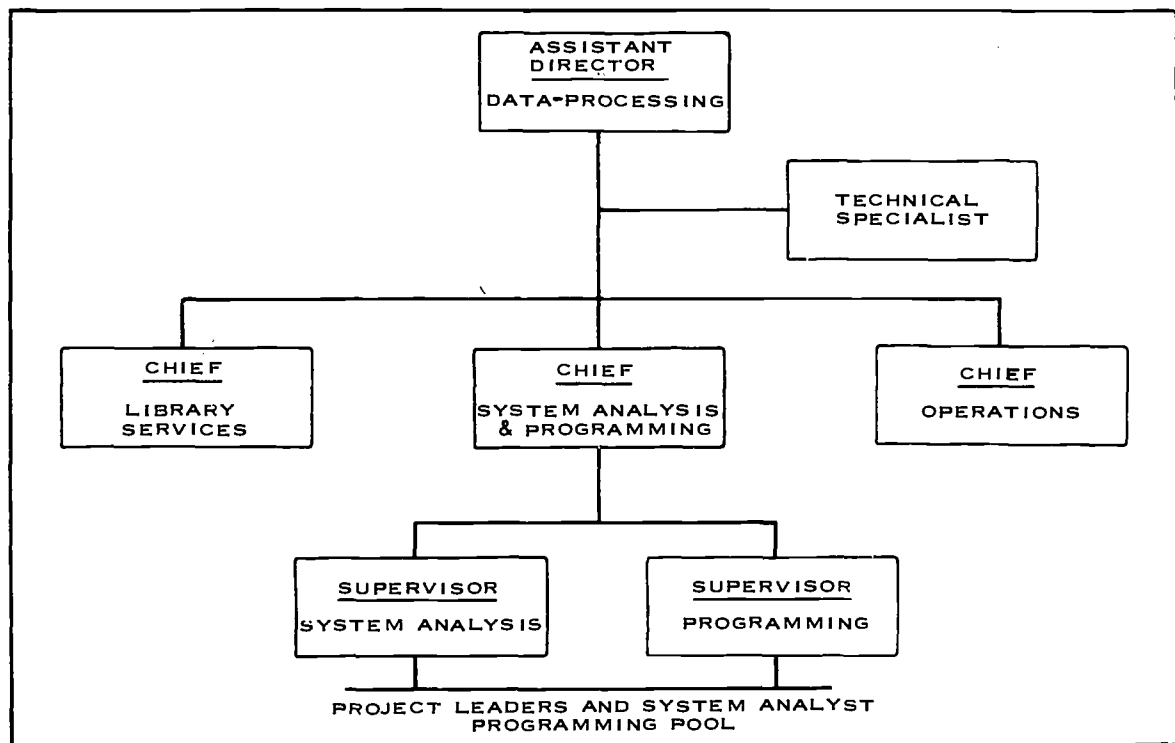 ASSISTANT
DIRECTOR
DATA-PROCESSING
TECHNICAL
SPECIALIST
CHIEF
LIBRARY
SERVICES
CHIEF
SYSTEM ANALYSIS
& PROGRAMMING
CHIEF
OPERATIONS
SUPERVISOR
SYSTEM ANALYSIS
SUPERVISOR
PROGRAMMING
PROJECT LEADERS AND SYSTEM ANALYST
PROGRAMMING POOL